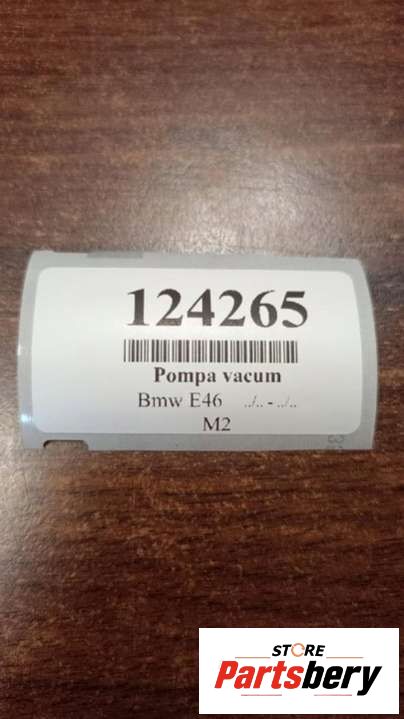 124265
Pompa vacum
Bmw E46 ../.. - ../..
M2
STORE
Partsbery